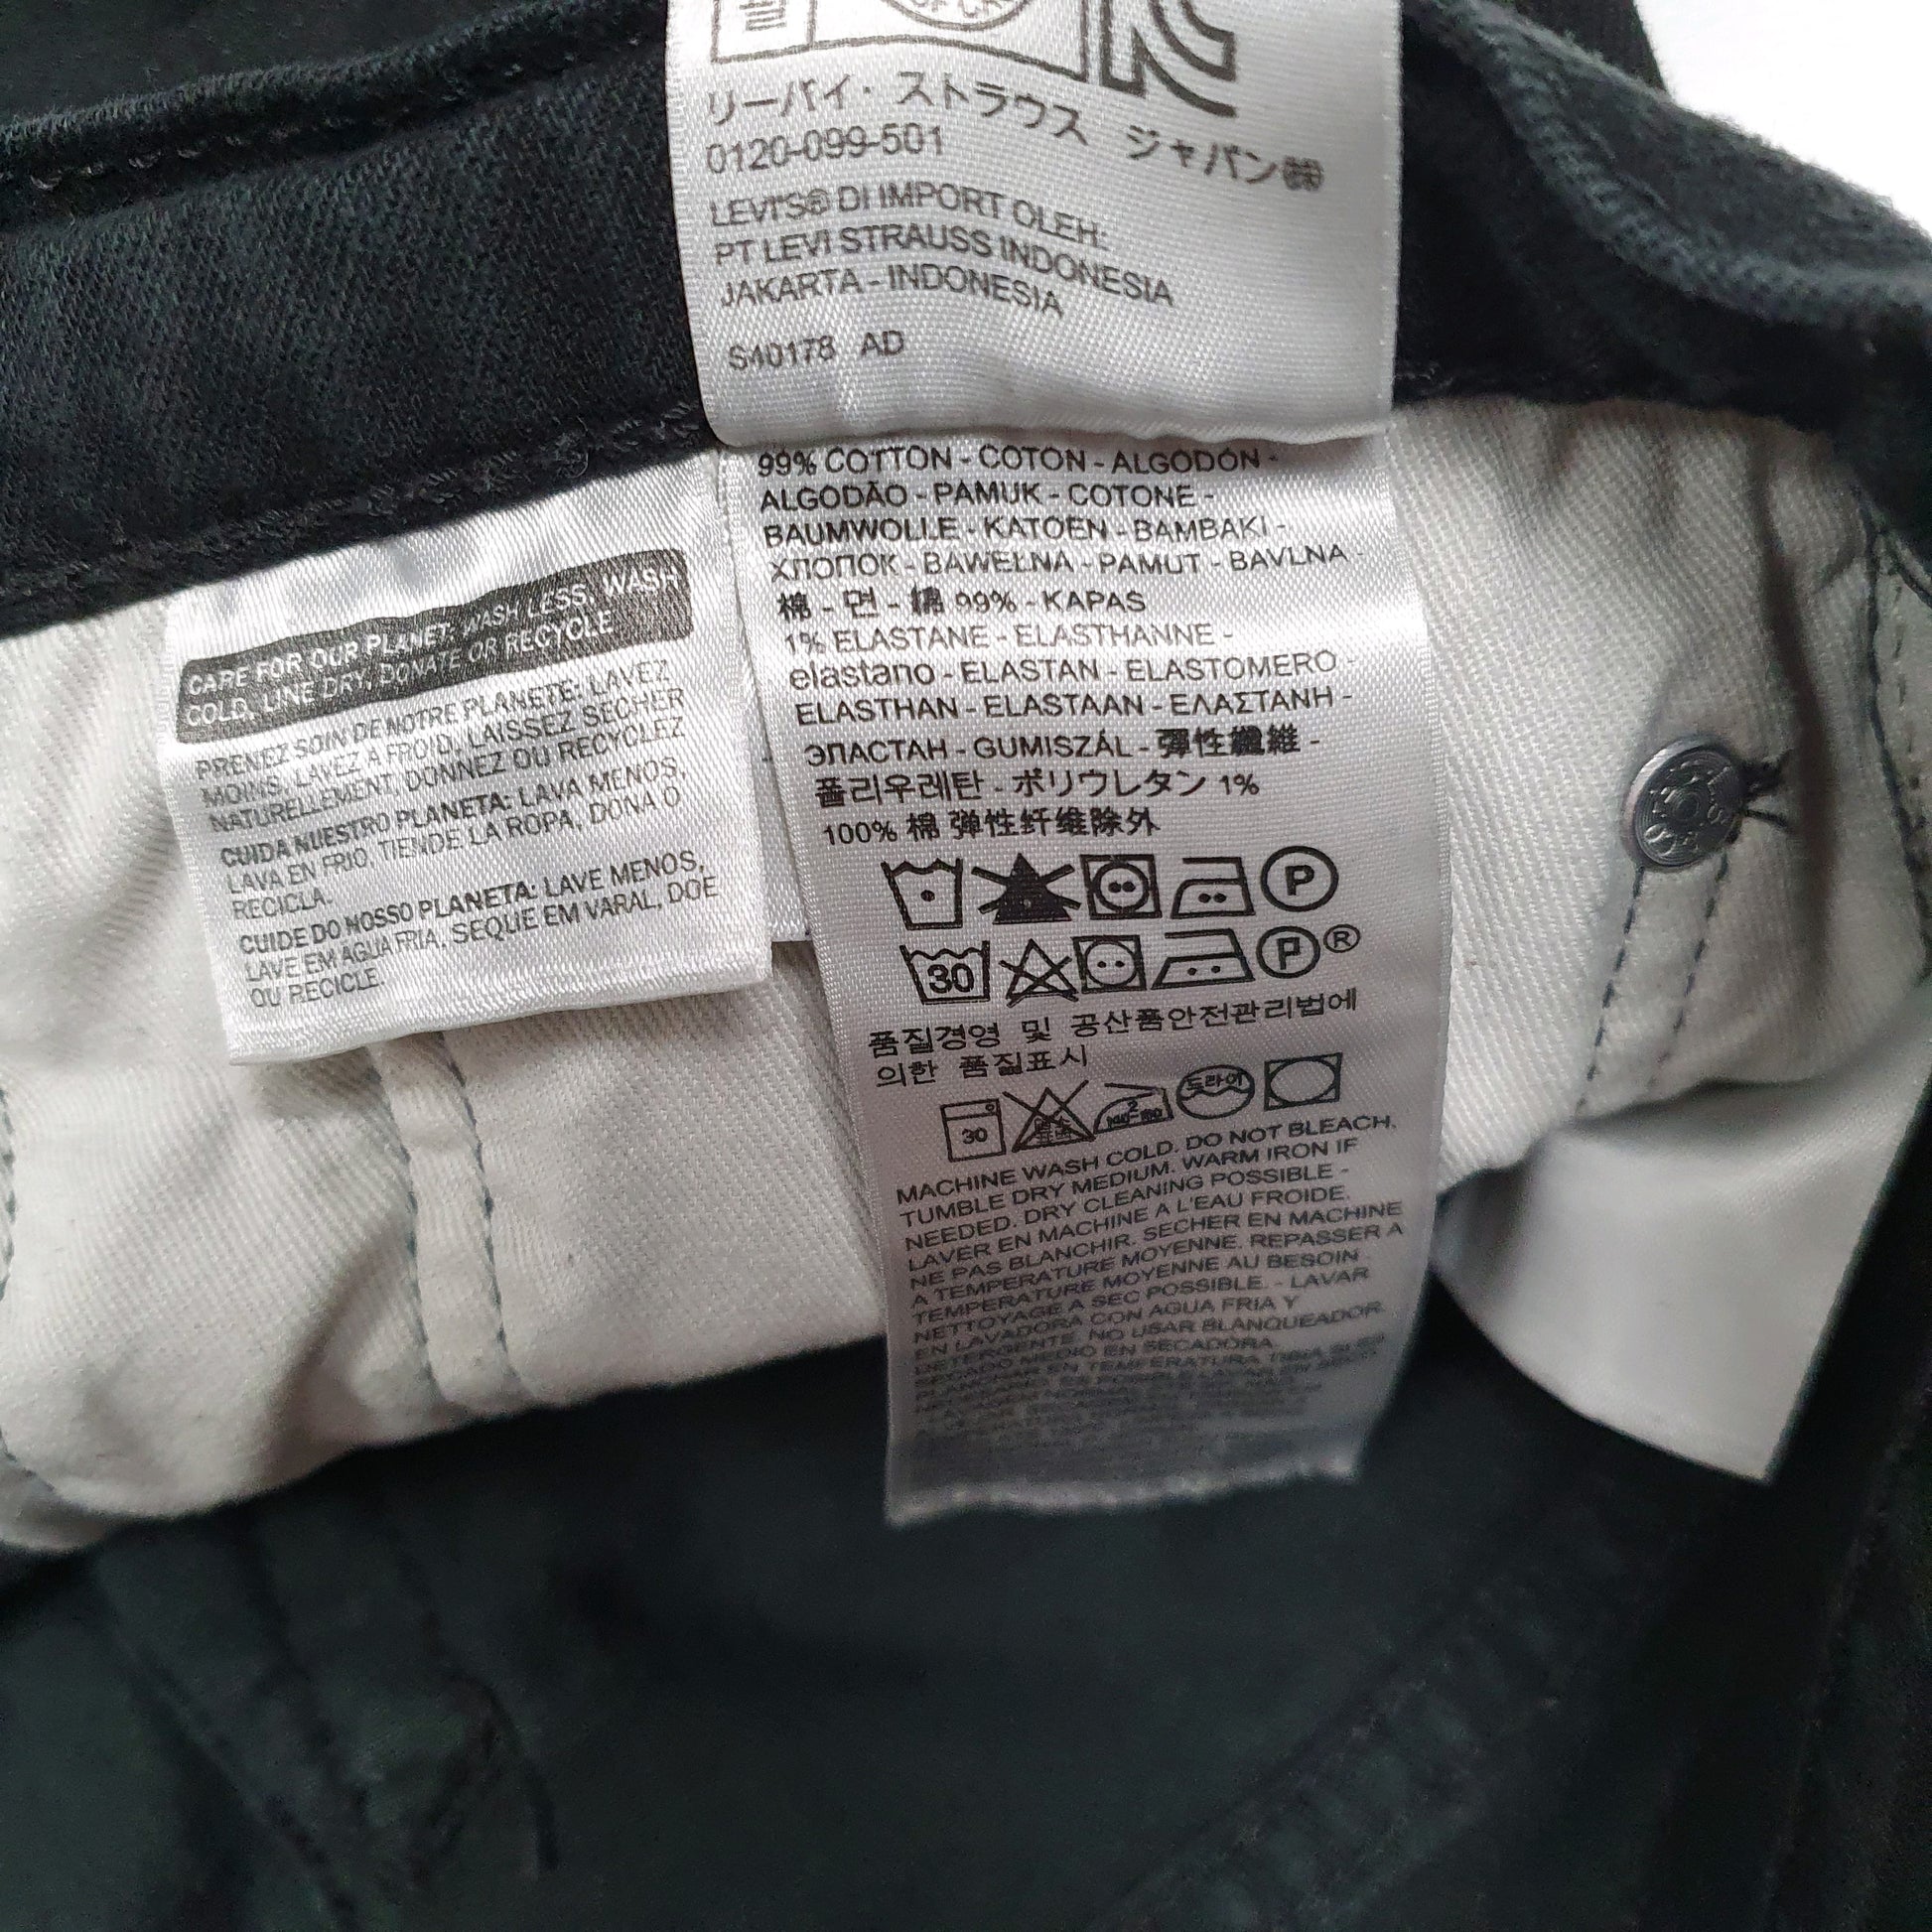 リーバイ・ストラウス ジャパン㈱
0120-099-501
LEVI'S® DI IMPORT OLEH:
PT LEVI STRAUSS INDONESIA
JAKARTA - INDONESIA
S40178 AD
99% COTTON - COTON - ALGODÓN -
ALGODÃO - PAMUK - COTONE -
BAUMWOLLE - KATOEN - BAMBAKI -
ХЛОПОК - BAWEŁNA - PAMUT - BAVLNA -
棉 - 면 - 綿 99% - KAPAS
1% ELASTANE - ELASTHANNE -
elastano - ELASTAN - ELASTOMERO -
ELASTHAN - ELASTAAN - ΕΛΑΣΤΑΝΗ -
ЭЛАСТАН - GUMISZÁL - 彈性纖維 -
폴리우레탄 - ポリウレタン 1%
100% 棉 弹性纤维除外
P
30 P ®
품질경영 및 공산품안전관리법에
의한 품질표시
30 드라이
MACHINE WASH COLD. DO NOT BLEACH.
TUMBLE DRY MEDIUM. WARM IRON IF
NEEDED. DRY CLEANING POSSIBLE -
LAVER EN MACHINE A L'EAU FROIDE.
NE PAS BLANCHIR. SECHER EN MACHINE
A TEMPERATURE MOYENNE. REPASSER A
TEMPERATURE MOYENNE AU BESOIN
NETTOYAGE A SEC POSSIBLE. - LAVAR
EN LAVADORA CON AGUA FRIA Y
DETERGENTE. NO USAR BLANQUEADOR.
SECADO MEDIO EN SECADORA.
CARE FOR OUR PLANET: WASH LESS, WASH
COLD, LINE DRY, DONATE OR RECYCLE
PRENEZ SOIN DE NOTRE PLANETE: LAVEZ
MOINS, LAVEZ A FROID, LAISSEZ SECHER
NATURELLEMENT, DONNEZ OU RECYCLEZ
CUIDA NUESTRO PLANETA: LAVA MENOS,
LAVA EN FRIO, TIENDE LA ROPA, DONA O
RECICLA.
CUIDE DO NOSSO PLANETA: LAVE MENOS,
LAVE EM AGUA FRIA, SEQUE EM VARAL, DOE
OU RECICLE.